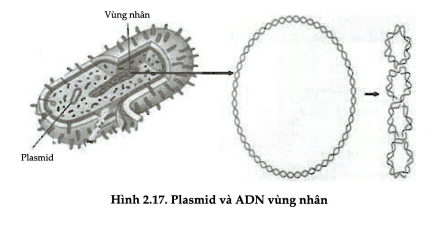 Vùng nhân
Plasmid
Hình 2.17. Plasmid và ADN vùng nhân